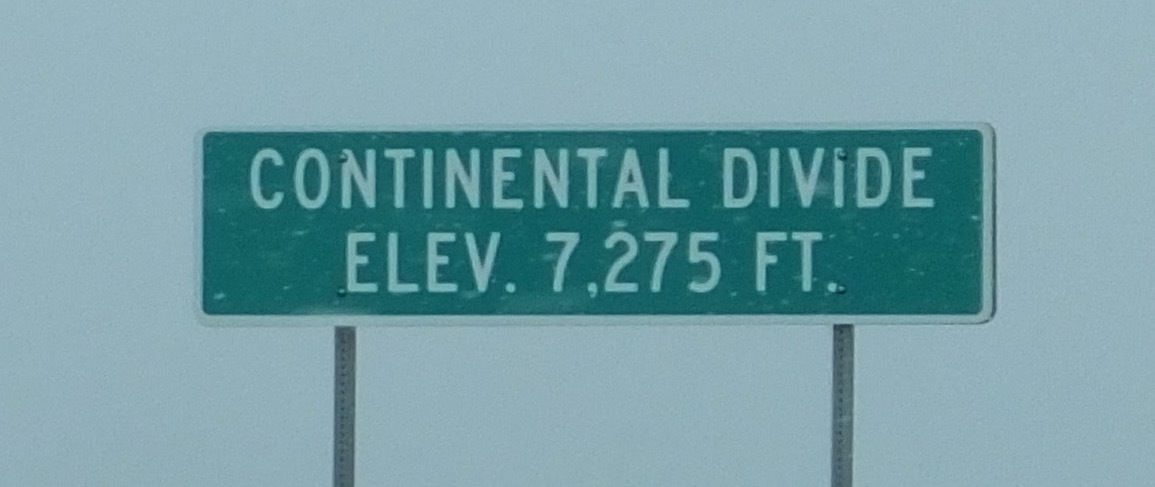 CONTINENTAL DIVIDE
ELEV. 7,275 FT.